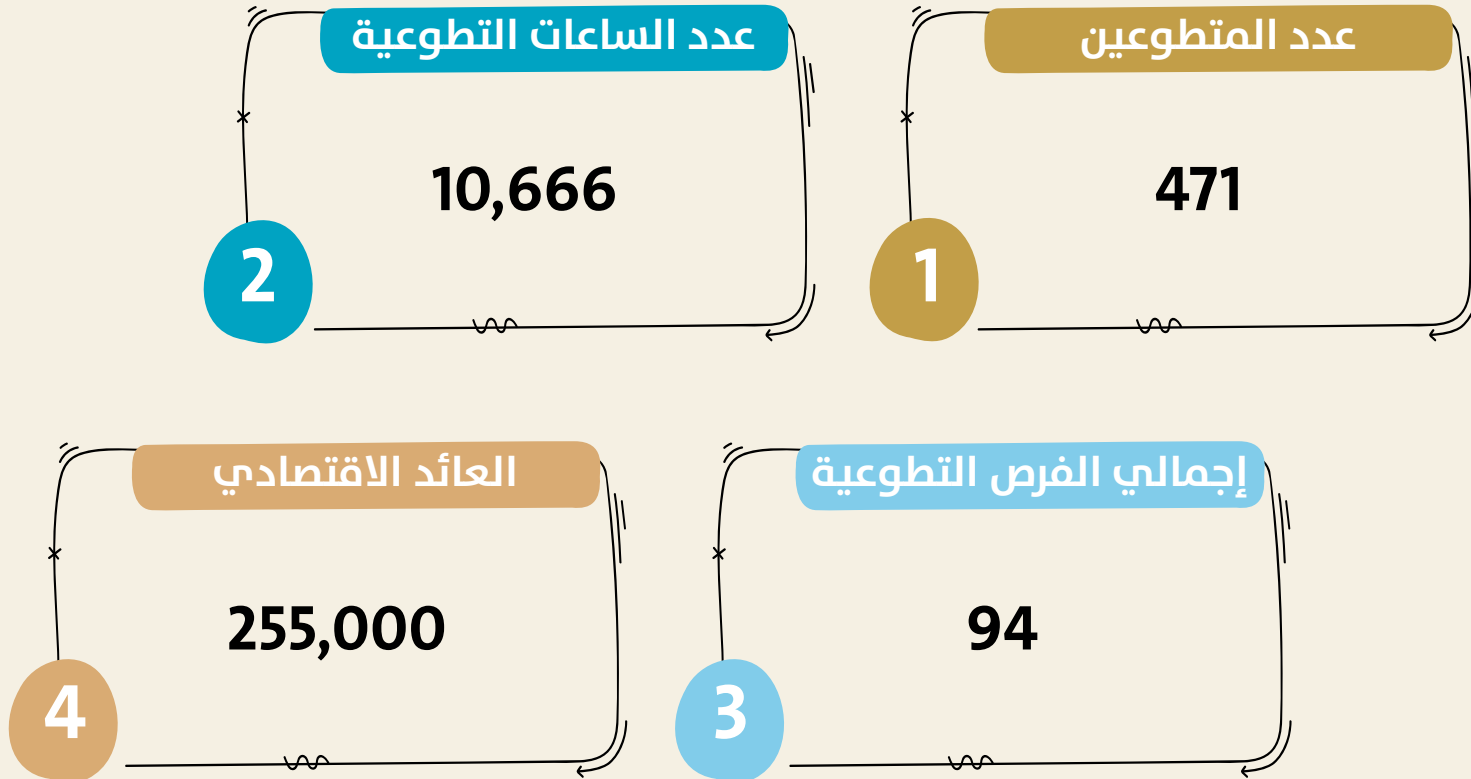 عدد المتطوعين
471
1
عدد الساعات التطوعية
10,666
2
إجمالي الفرص التطوعية
94
3
العائد الاقتصادي
255,000
4